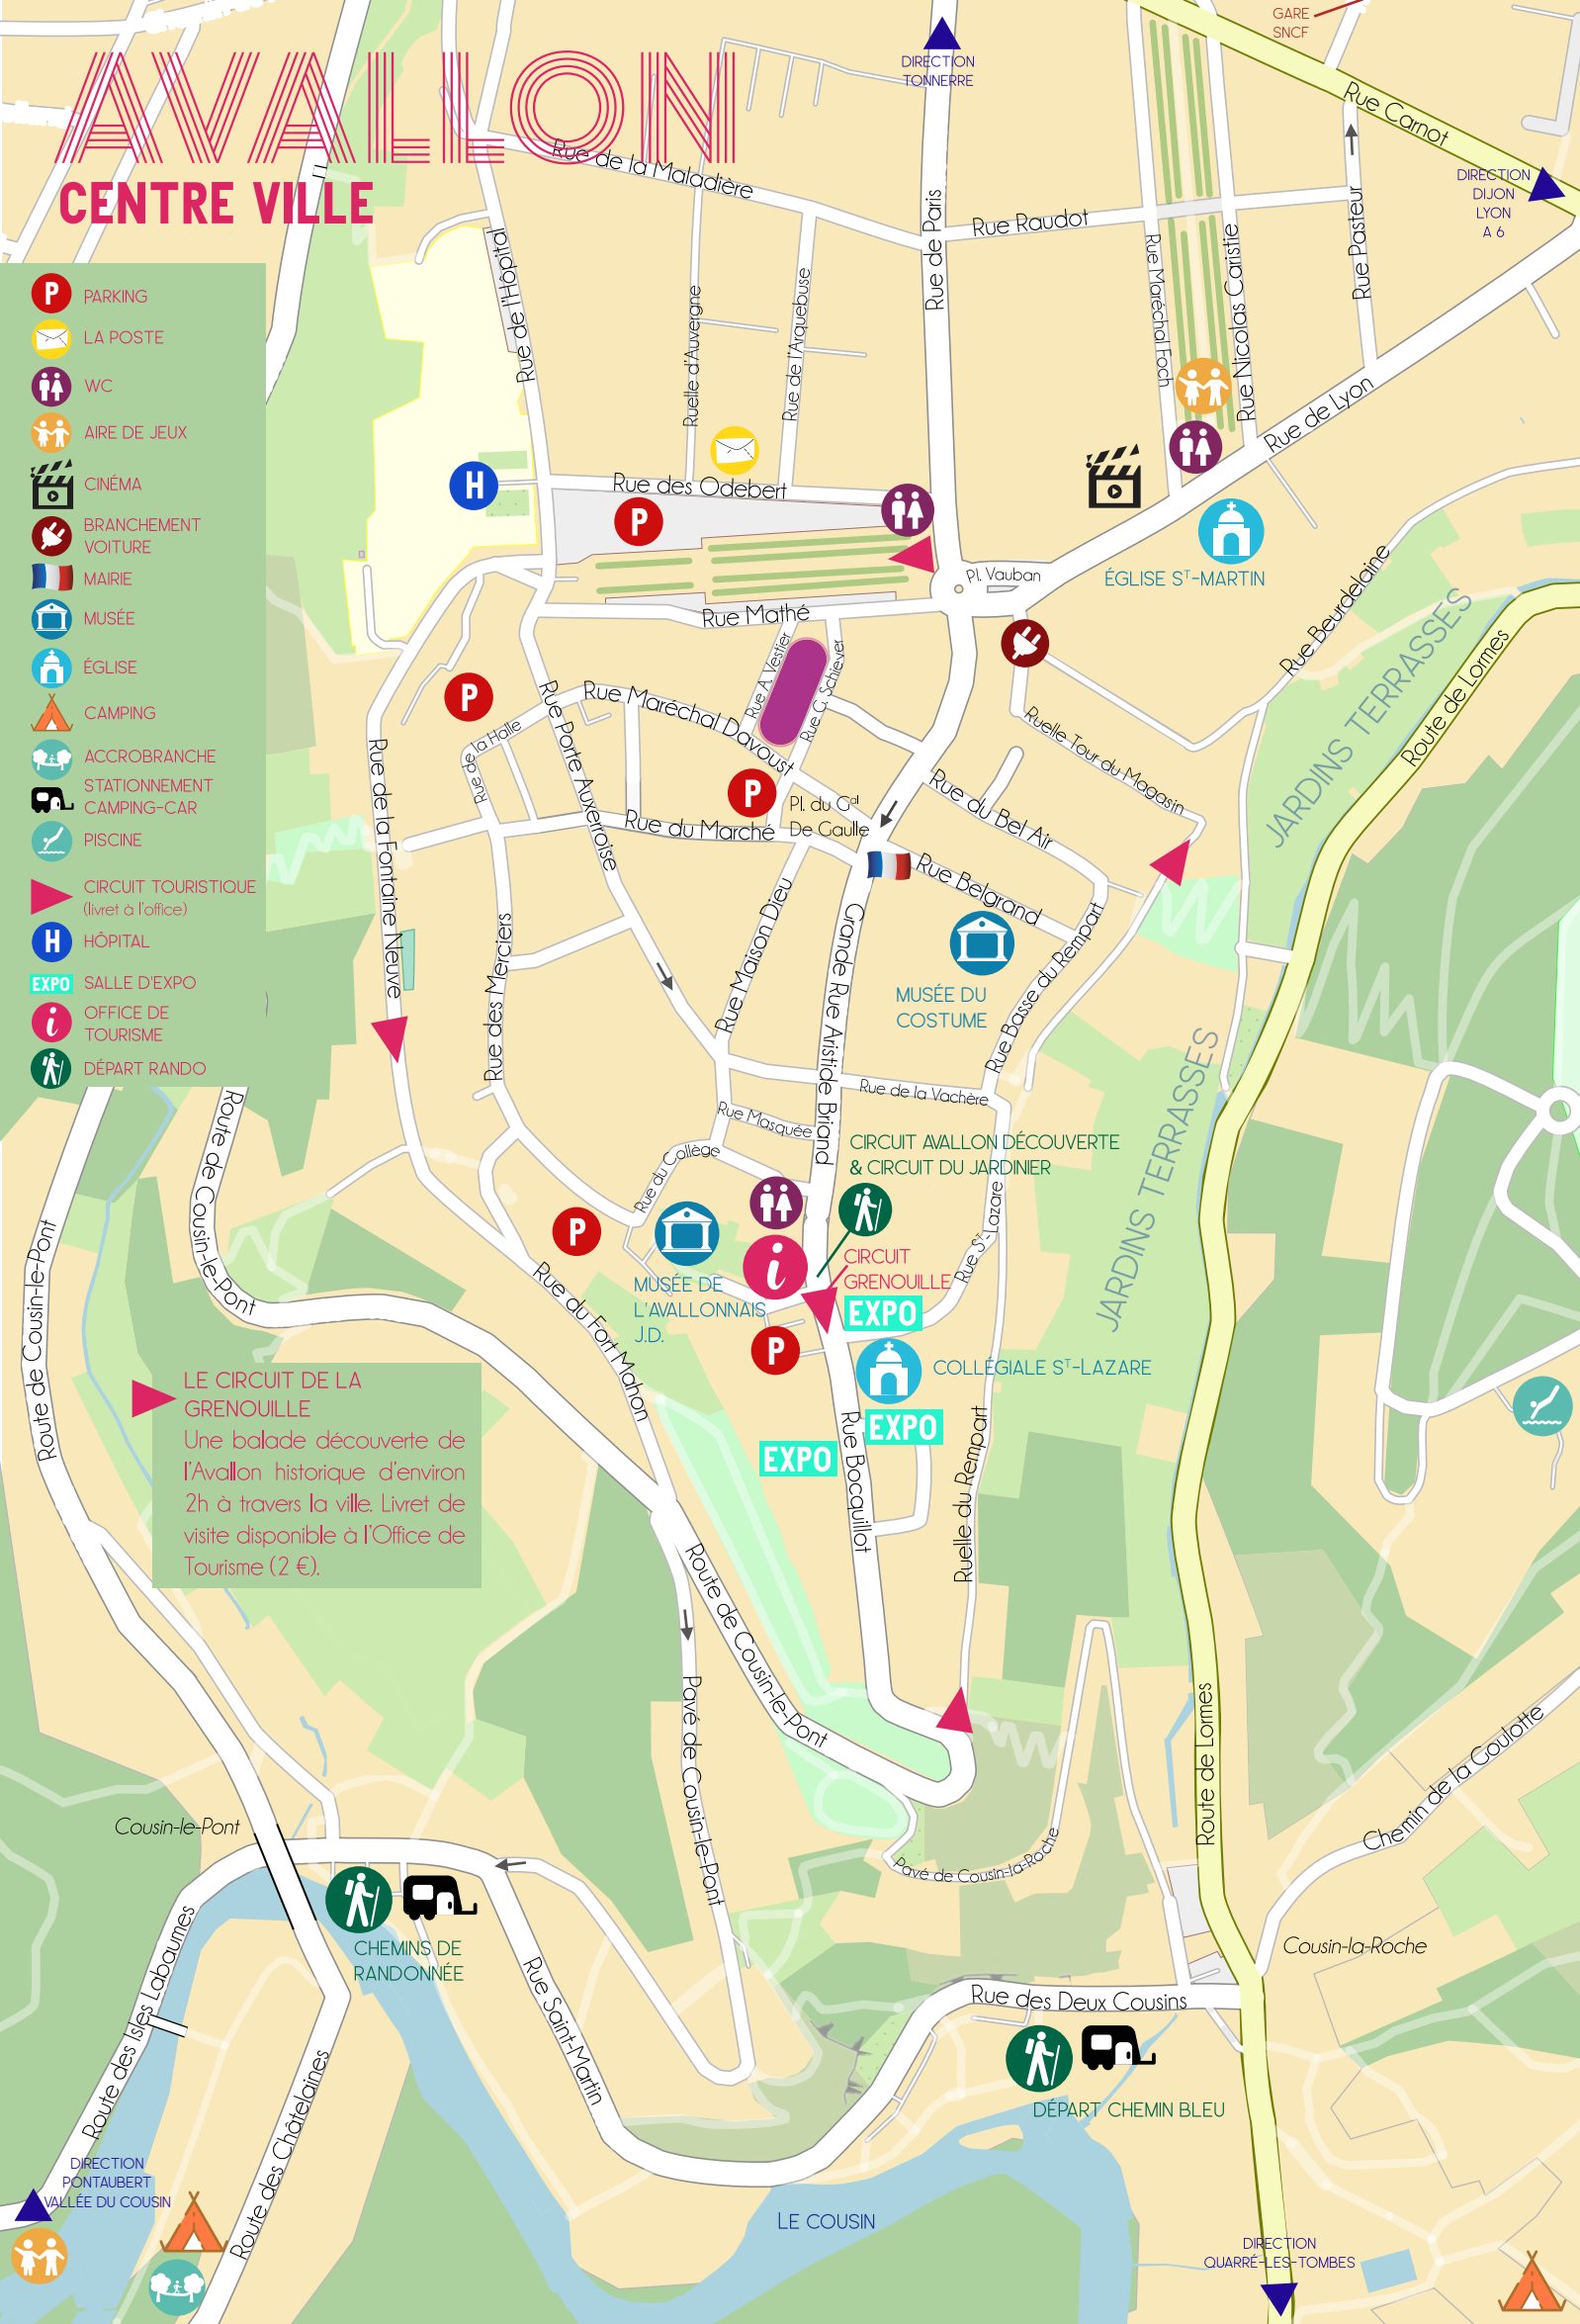 AVALLON
CENTRE VILLE
GARE
SNCF
DIRECTION
TONNERRE
Rue Carnot
DIRECTION
DIJON
LYON
A 6
Rue de la Maladière
Rue Raudot
Rue de Paris
Rue Pasteur
Rue Maréchal Foch
Rue Nicolas Caristie
Rue de l'Hôpital
Ruelle d'Auvergne
Rue de l'Arquebuse
Rue de Lyon
P PARKING
LA POSTE
WC
AIRE DE JEUX
CINÉMA
BRANCHEMENT
VOITURE
MAIRIE
MUSÉE
ÉGLISE
CAMPING
ACCROBRANCHE
STATIONNEMENT
CAMPING-CAR
PISCINE
CIRCUIT TOURISTIQUE
(livret à l'office)
H HÔPITAL
EXPO SALLE D'EXPO
i OFFICE DE
TOURISME
DÉPART RANDO
H
Rue des Odebert
P
Pl. Vauban
ÉGLISE ST-MARTIN
Rue Mathé
Rue Beurdelaine
JARDINS TERRASSES
Route de Lormes
P
Rue A. Vestier
Rue G. Schiever
Rue Maréchal Davoust
Rue de la Halle
Rue Porte Auxerroise
Ruelle Tour du Magasin
Rue de la Fontaine Neuve
P
Pl. du Gal
De Gaulle
Rue du Marché
Rue du Bel Air
Rue Belgrand
Rue Maison Dieu
Grande Rue Aristide Briand
Rue des Merciers
MUSÉE DU
COSTUME
Rue Basse du Rempart
Rue de la Vachère
Rue Masquée
JARDINS TERRASSES
CIRCUIT AVALLON DÉCOUVERTE
& CIRCUIT DU JARDINIER
Rue du Collège
Route de Cousin-le-Pont
Route de Cousin-le-Pont
P
i
CIRCUIT
GRENOUILLE
Rue ST-Lazare
MUSÉE DE
L'AVALLONNAIS
J.D.
EXPO
P
Rue du Fort Mahon
COLLÉGIALE ST-LAZARE
EXPO
EXPO
Rue Bocquillot
Ruelle du Rempart
LE CIRCUIT DE LA
GRENOUILLE
Une balade découverte de
l'Avallon historique d'environ
2h à travers la ville. Livret de
visite disponible à l'Office de
Tourisme (2 €).
Route de Cousin-le-Pont
Pavé de Cousin-le-Pont
Route de Lormes
Chemin de la Goulotte
Cousin-le-Pont
Pavé de Cousin-la-Roche
Cousin-la-Roche
CHEMINS DE
RANDONNÉE
Route des Isles Labaumes
Rue Saint-Martin
Rue des Deux Cousins
Route des Châtelaines
DÉPART CHEMIN BLEU
DIRECTION
PONTAUBERT
VALLÉE DU COUSIN
LE COUSIN
DIRECTION
QUARRÉ-LES-TOMBES